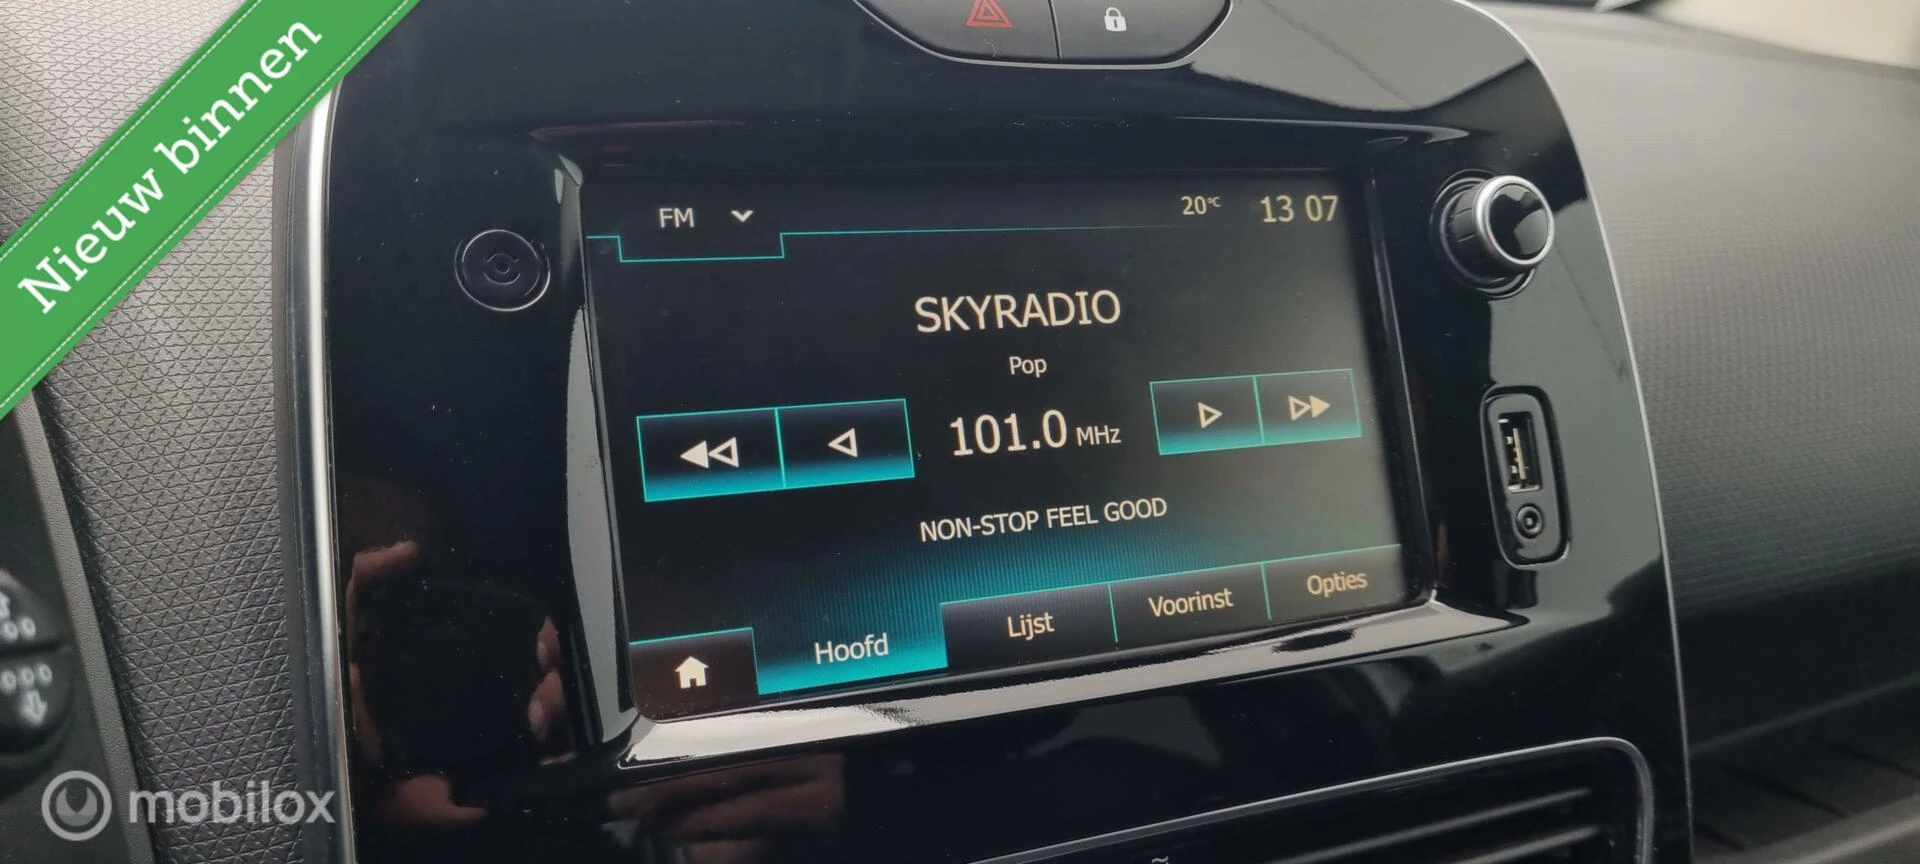 Nieuw binnen
FM
20°C
13 07
SKYRADIO
Pop
101.0 MHz
NON-STOP FEEL GOOD
Hoofd
Lijst
Voorinst
Opties
mobilox